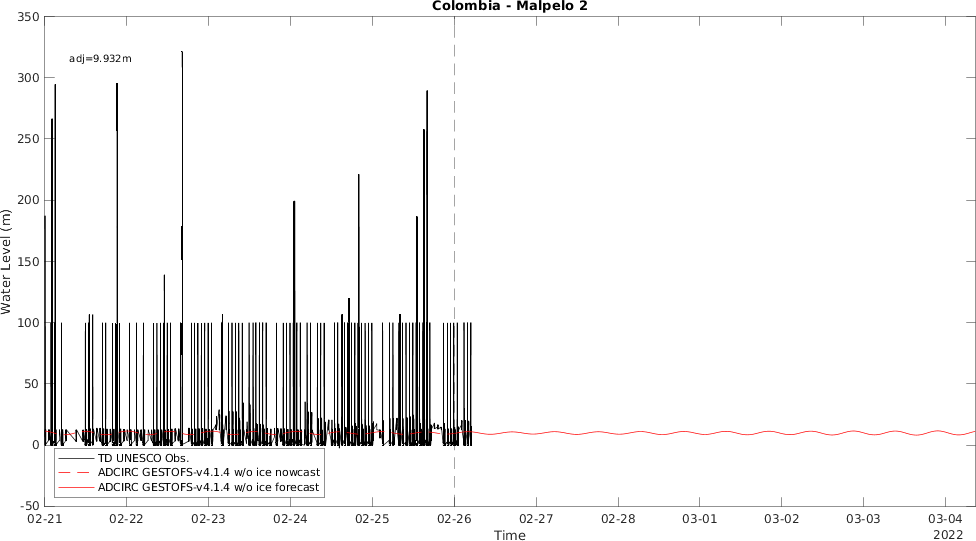 Colombia - Malpelo 2
350
adj=9.932m
300
250
200
150
100
50
0
-50
Water Level (m)
TD UNESCO Obs.
ADCIRC GESTOFS-v4.1.4 w/o ice nowcast
ADCIRC GESTOFS-v4.1.4 w/o ice forecast
02-21 02-22 02-23 02-24 02-25 02-26 02-27 02-28 03-01 03-02 03-03 03-04
Time 2022